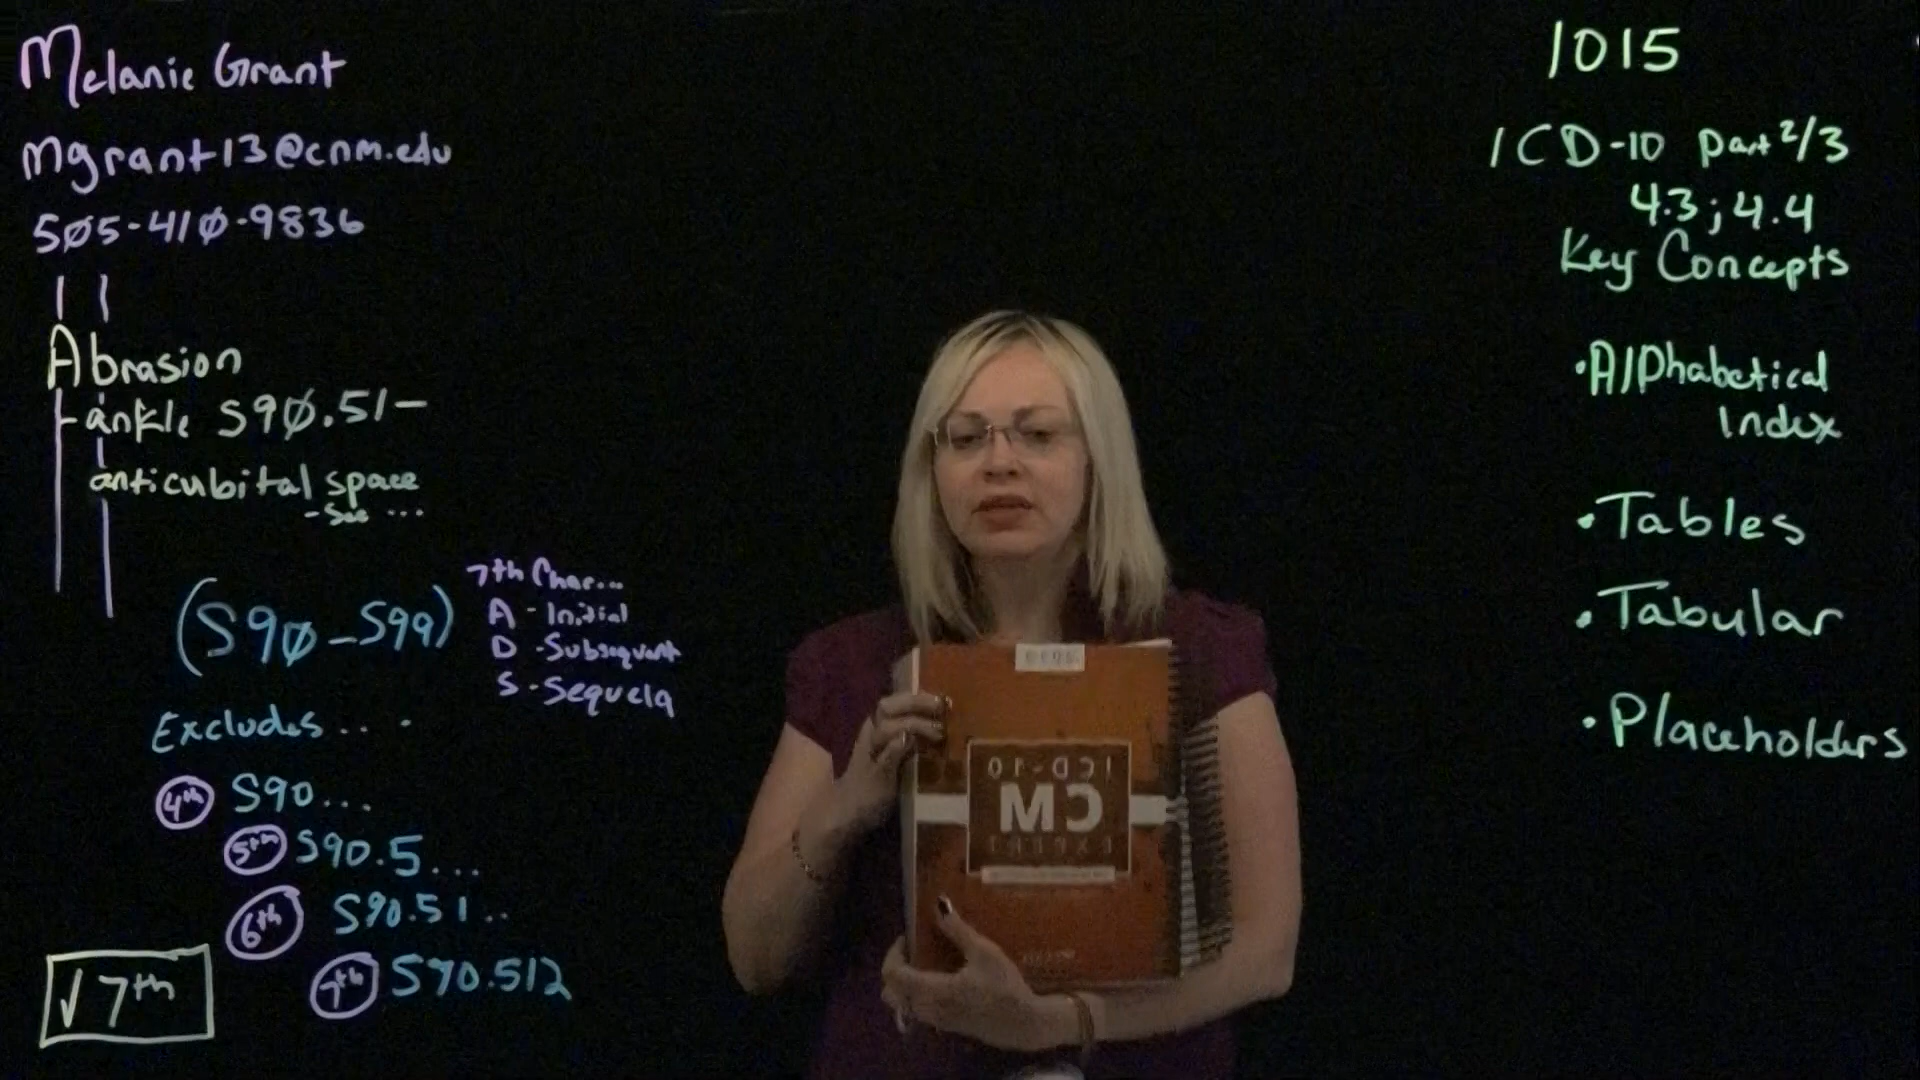 Melanie Grant
mgrant13@cnm.edu
505-410-9836
Abrasion
-ankle S90.51-
anticubital space
-See ...
(S90-S99)
7th Char...
A - Initial
D - Subsequent
S - Sequela
Excludes... .
4th S90...
5th S90.5...
6th S90.51..
7th S90.512
√ 7th
1015
ICD-10 Part 2/3
4.3; 4.4
Key Concepts
• Alphabetical
Index
• Tables
• Tabular
• Placeholders
ICD-10
CM
EXPERT